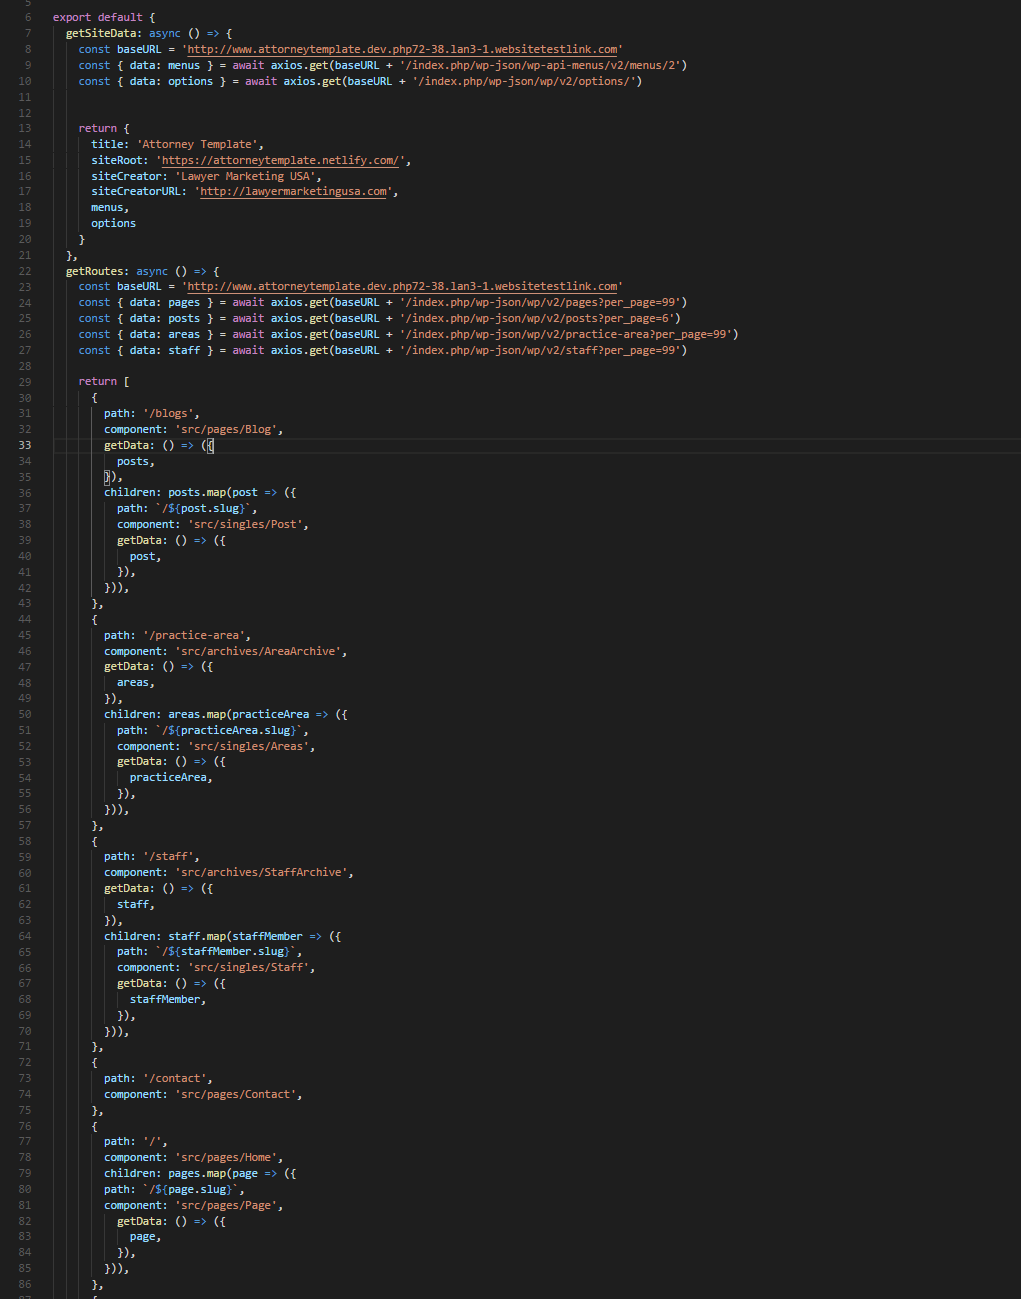 5
6 export default {
7 getSiteData: async () => {
8 const baseURL = 'http://www.attorneytemplate.dev.php72-38.lan3-1.websitetestlink.com'
9 const { data: menus } = await axios.get(baseURL + '/index.php/wp-json/wp-api-menus/v2/menus/2')
10 const { data: options } = await axios.get(baseURL + '/index.php/wp-json/wp/v2/options/')
11
12
13 return {
14 title: 'Attorney Template',
15 siteRoot: 'https://attorneytemplate.netlify.com/',
16 siteCreator: 'Lawyer Marketing USA',
17 siteCreatorURL: 'http://lawyermarketingusa.com',
18 menus,
19 options
20 }
21 },
22 getRoutes: async () => {
23 const baseURL = 'http://www.attorneytemplate.dev.php72-38.lan3-1.websitetestlink.com'
24 const { data: pages } = await axios.get(baseURL + '/index.php/wp-json/wp/v2/pages?per_page=99')
25 const { data: posts } = await axios.get(baseURL + '/index.php/wp-json/wp/v2/posts?per_page=6')
26 const { data: areas } = await axios.get(baseURL + '/index.php/wp-json/wp/v2/practice-area?per_page=99')
27 const { data: staff } = await axios.get(baseURL + '/index.php/wp-json/wp/v2/staff?per_page=99')
28
29 return [
30 {
31 path: '/blogs',
32 component: 'src/pages/Blog',
33 getData: () => ({
34 posts,
35 }),
36 children: posts.map(post => ({
37 path: `/${post.slug}`,
38 component: 'src/singles/Post',
39 getData: () => ({
40 post,
41 }),
42 })),
43 },
44 {
45 path: '/practice-area',
46 component: 'src/archives/AreaArchive',
47 getData: () => ({
48 areas,
49 }),
50 children: areas.map(practiceArea => ({
51 path: `/${practiceArea.slug}`,
52 component: 'src/singles/Areas',
53 getData: () => ({
54 practiceArea,
55 }),
56 })),
57 },
58 {
59 path: '/staff',
60 component: 'src/archives/StaffArchive',
61 getData: () => ({
62 staff,
63 }),
64 children: staff.map(staffMember => ({
65 path: `/${staffMember.slug}`,
66 component: 'src/singles/Staff',
67 getData: () => ({
68 staffMember,
69 }),
70 })),
71 },
72 {
73 path: '/contact',
74 component: 'src/pages/Contact',
75 },
76 {
77 path: '/',
78 component: 'src/pages/Home',
79 children: pages.map(page => ({
80 path: `/${page.slug}`,
81 component: 'src/pages/Page',
82 getData: () => ({
83 page,
84 }),
85 })),
86 },
87 {